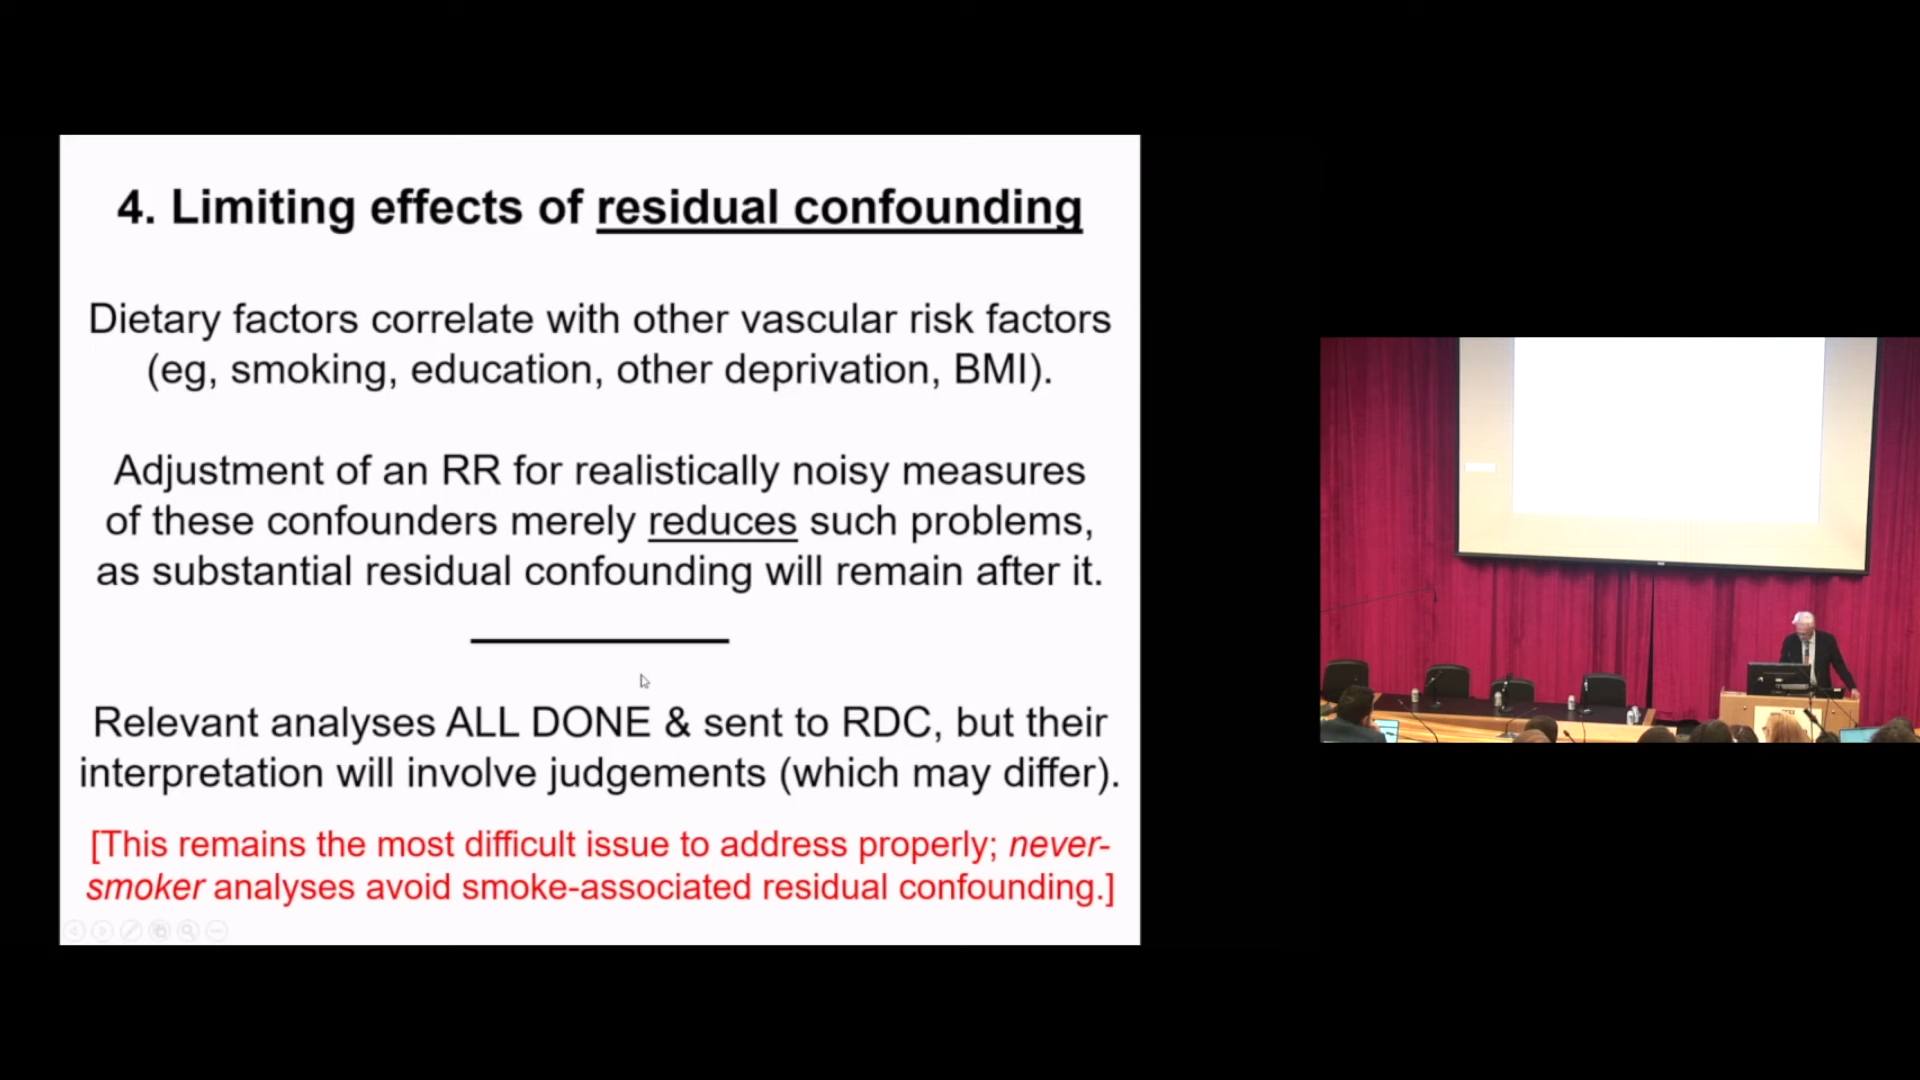 4. Limiting effects of residual confounding
Dietary factors correlate with other vascular risk factors
(eg, smoking, education, other deprivation, BMI).
Adjustment of an RR for realistically noisy measures
of these confounders merely reduces such problems,
as substantial residual confounding will remain after it.
Relevant analyses ALL DONE & sent to RDC, but their
interpretation will involve judgements (which may differ).
[This remains the most difficult issue to address properly; never-
smoker analyses avoid smoke-associated residual confounding.]